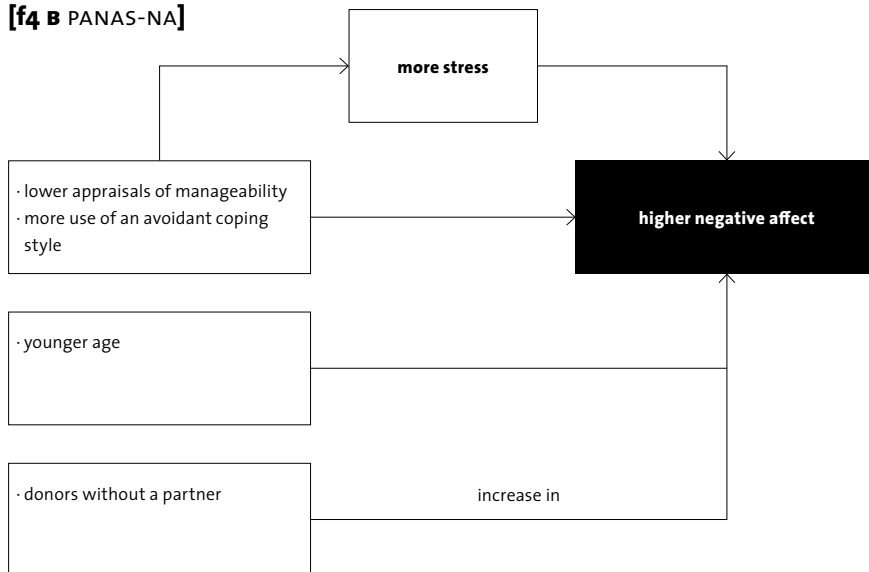 [f4 B PANAS-NA]
more stress
· lower appraisals of manageability
· more use of an avoidant coping
style
higher negative affect
· younger age
· donors without a partner
increase in